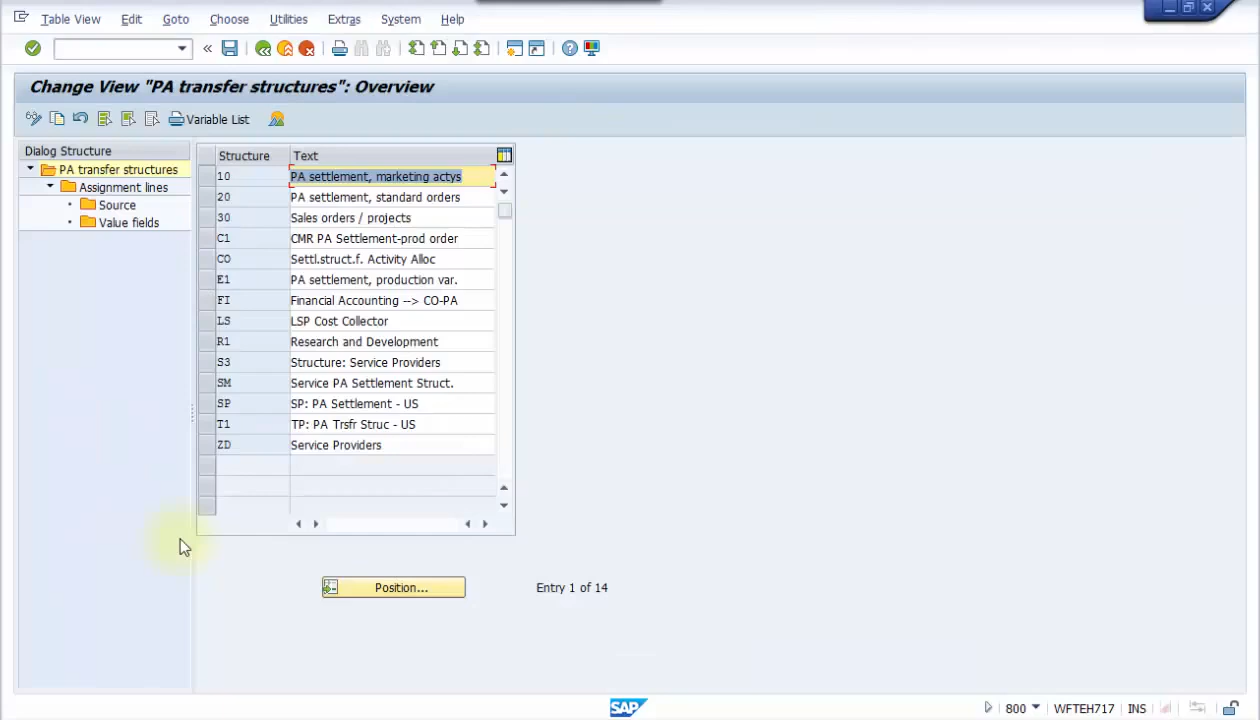 Table View Edit Goto Choose Utilities Extras System Help
Change View "PA transfer structures": Overview
Variable List
Dialog Structure
PA transfer structures
Assignment lines
Source
Value fields
Structure Text
10 PA settlement, marketing actys
20 PA settlement, standard orders
30 Sales orders / projects
C1 CMR PA Settlement-prod order
CO Settl.struct.f. Activity Alloc
E1 PA settlement, production var.
FI Financial Accounting --> CO-PA
LS LSP Cost Collector
R1 Research and Development
S3 Structure: Service Providers
SM Service PA Settlement Struct.
SP SP: PA Settlement - US
T1 TP: PA Trsfr Struc - US
ZD Service Providers
Position... Entry 1 of 14
SAP 800 WFTEH717 INS